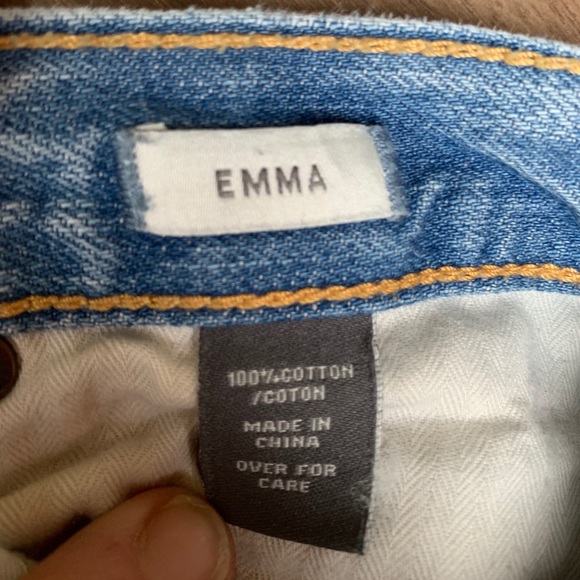 EMMA
100% COTTON
/COTON
MADE IN
CHINA
OVER FOR
CARE